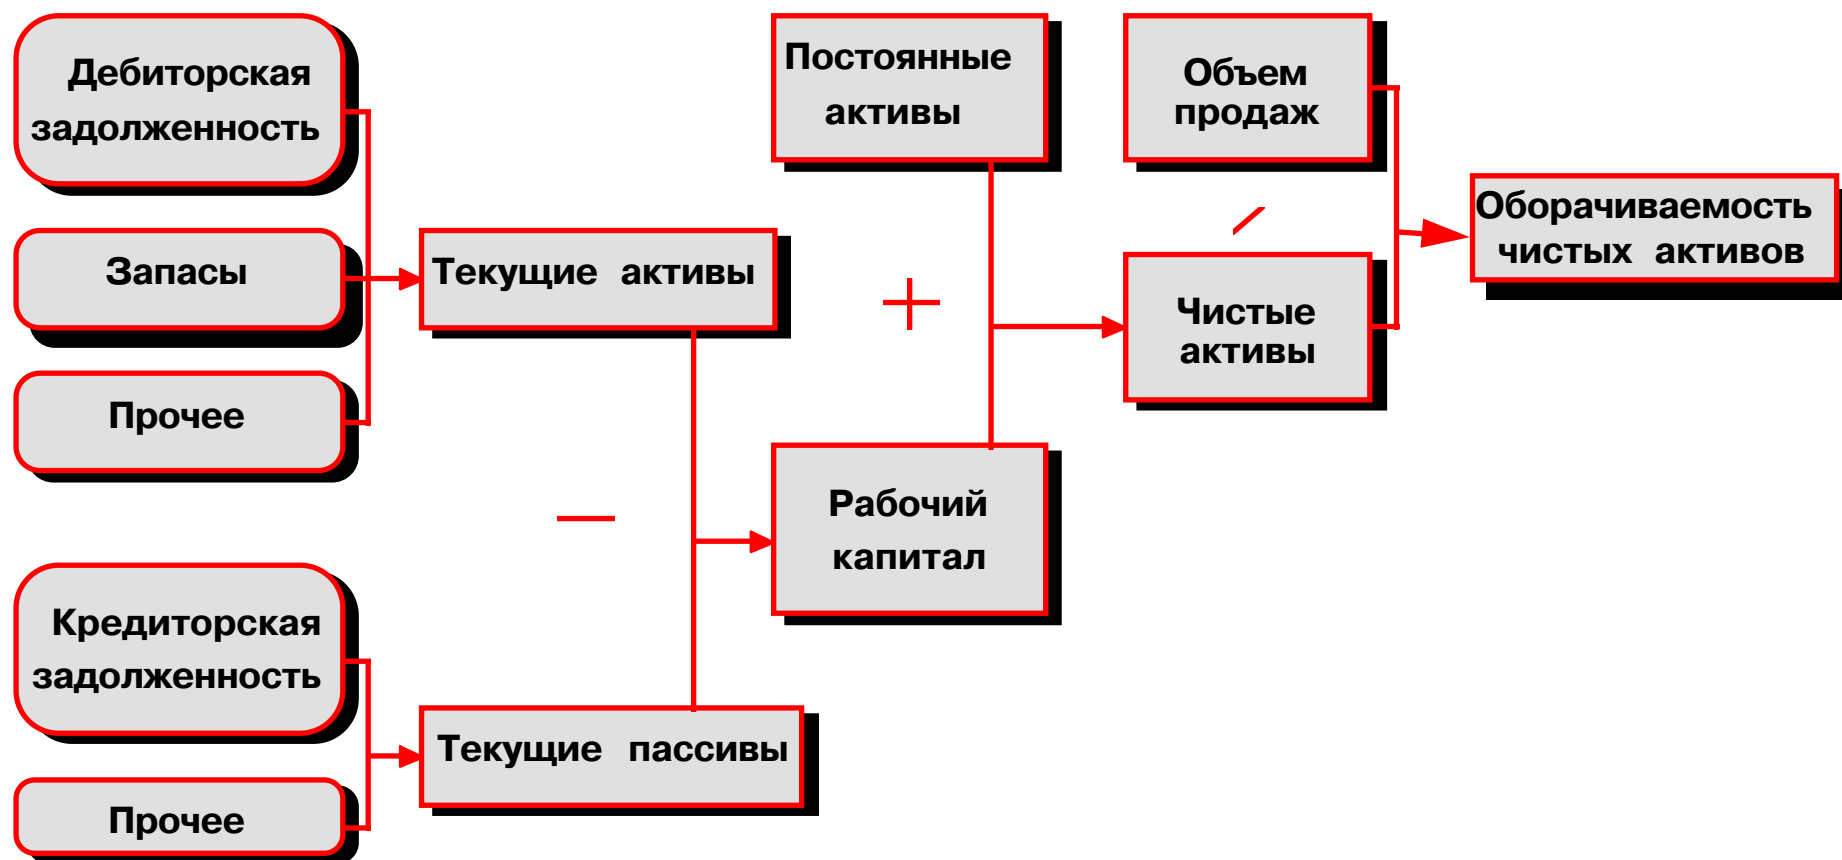 Дебиторская
задолженность
Запасы
Прочее
Кредиторская
задолженность
Прочее
Текущие активы
Текущие пассивы
Постоянные
активы
+
—
Рабочий
капитал
Объем
продаж
/
Чистые
активы
Оборачиваемость
чистых активов